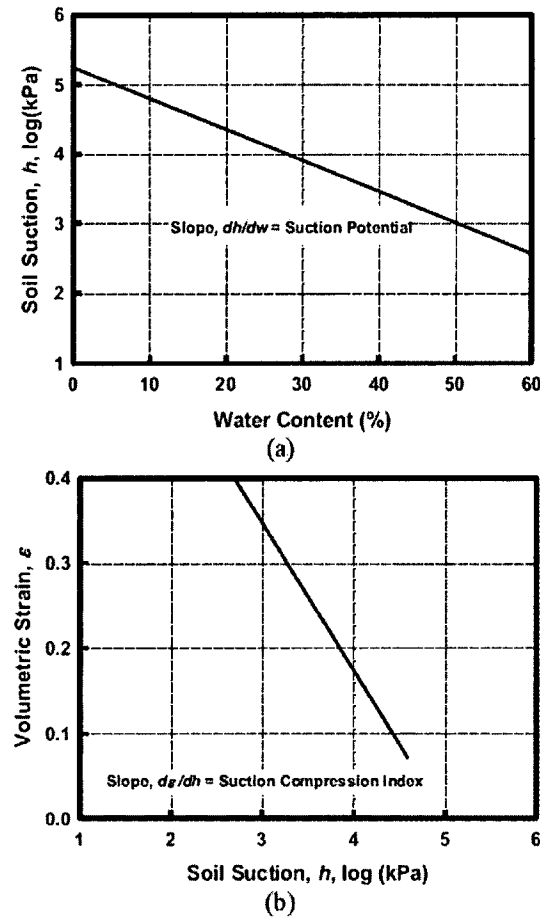 6
5
4
3
2
1
Soil Suction, h, log(kPa)
Slopo, dh/dw = Suction Potential
0 10 20 30 40 50 60
Water Content (%)
(a)
0.4
0.3
0.2
0.1
0.0
Volumetric Strain, ε
Slopo, dε/dh = Suction Compression Index
1 2 3 4 5 6
Soil Suction, h, log (kPa)
(b)